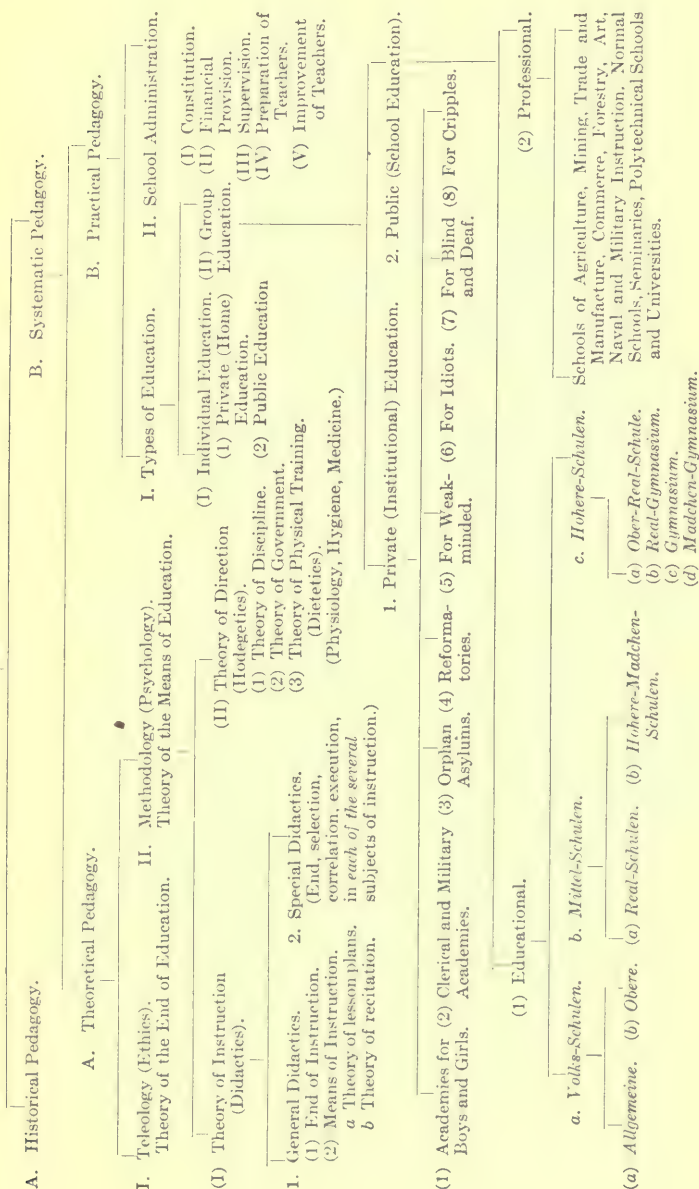 A. Historical Pedagogy.
B. Systematic Pedagogy.
A. Theoretical Pedagogy.
B. Practical Pedagogy.
I. Teleology (Ethics).
Theory of the End of Education.
II. Methodology (Psychology).
Theory of the Means of Education.
I. Types of Education.
II. School Administration.
(I) Theory of Instruction
(Didactics).
(II) Theory of Direction
(Hodegetics).
(1) Theory of Discipline.
(2) Theory of Government.
(3) Theory of Physical Training.
(Dietetics).
(Physiology, Hygiene, Medicine.)
(I) Individual Education.
(1) Private (Home)
Education.
(2) Public Education
(II) Group
Education.
(I) Constitution.
(II) Financial
Provision.
(III) Supervision.
(IV) Preparation of
Teachers.
(V) Improvement
of Teachers.
1. General Didactics.
(1) End of Instruction.
(2) Means of Instruction.
a Theory of lesson plans.
b Theory of recitation.
2. Special Didactics.
(End, selection,
correlation, execution,
in each of the several
subjects of instruction.)
1. Private (Institutional) Education.
2. Public (School Education).
(1) Academies for
Boys and Girls.
(2) Clerical and Military
Academies.
(3) Orphan
Asylums.
(4) Reforma-
tories.
(5) For Weak-
minded.
(6) For Idiots.
(7) For Blind
and Deaf.
(8) For Cripples.
(1) Educational.
(2) Professional.
a. Volks-Schulen.
b. Mittel-Schulen.
c. Hohere-Schulen.
Schools of Agriculture, Mining, Trade and
Manufacture, Commerce, Forestry, Art,
Naval and Military Instruction. Normal
Schools, Seminaries, Polytechnical Schools
and Universities.
(a) Allgemeine.
(b) Obere.
(a) Real-Schulen.
(b) Hohere-Madchen-
Schulen.
(a) Ober-Real-Schule.
(b) Real-Gymnasium.
(c) Gymnasium.
(d) Madchen-Gymnasium.